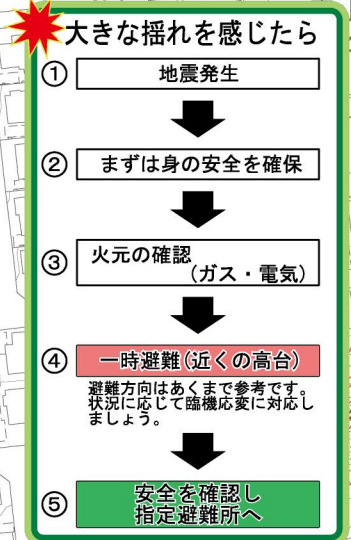 大きな揺れを感じたら
① 地震発生
② まずは身の安全を確保
③ 火元の確認
（ガス・電気）
④ 一時避難（近くの高台）
避難方向はあくまで参考です。
状況に応じて臨機応変に対応し
ましょう。
⑤ 安全を確認し
指定避難所へ